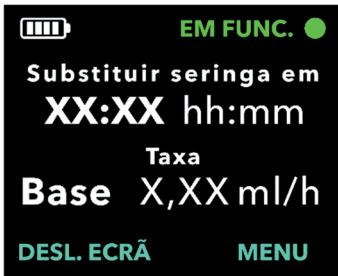 EM FUNC.
Substituir seringa em
XX:XX hh:mm
Taxa
Base X,XX ml/h
DESL. ECRÃ MENU